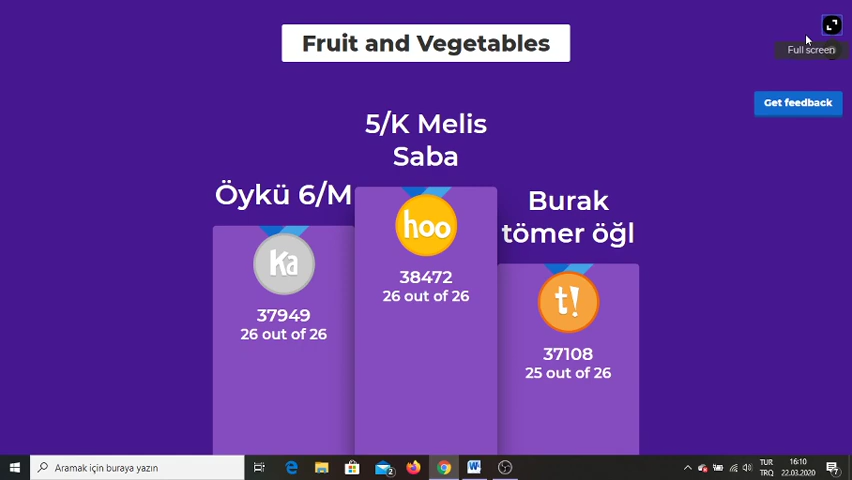 Fruit and Vegetables
Full screen
Get feedback
5/K Melis
Saba
Öykü 6/M
Burak
tömer öğl
hoo
38472
26 out of 26
Ka
37949
26 out of 26
t!
37108
25 out of 26
Aramak için buraya yazın
2
W
TUR
TRQ
16:10
22.03.2020
7